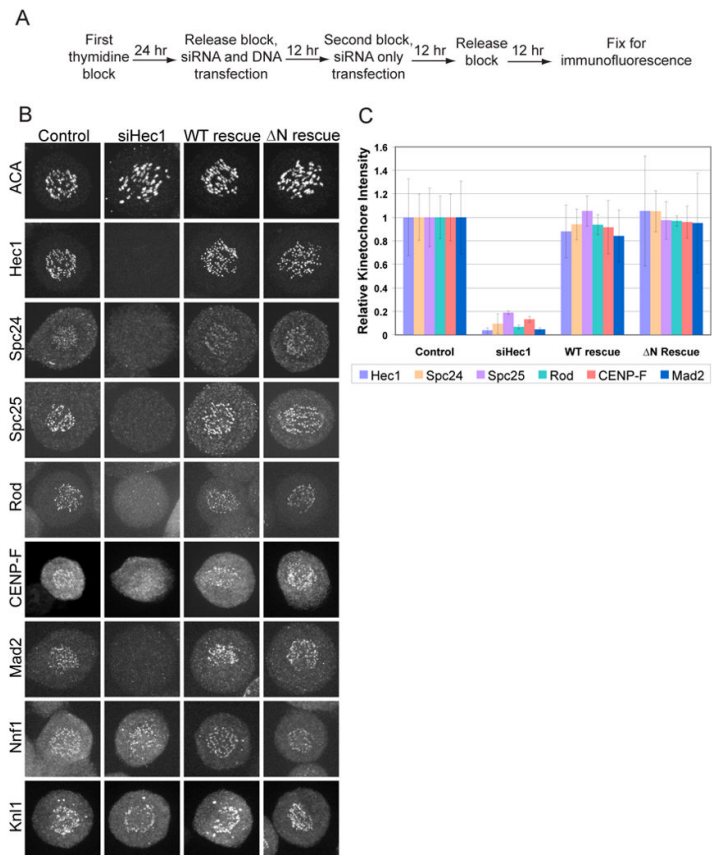 A
First thymidine block
24 hr
Release block, siRNA and DNA transfection
12 hr
Second block, siRNA only transfection
12 hr
Release block
12 hr
Fix for immunofluorescence
B
Control siHec1 WT rescue ΔN rescue
ACA
Hec1
Spc24
Spc25
Rod
CENP-F
Mad2
Nnf1
Knl1
C
Relative Kinetochore Intensity
1.6
1.4
1.2
1
0.8
0.6
0.4
0.2
0
Control siHec1 WT rescue ΔN Rescue
Hec1 Spc24 Spc25 Rod CENP-F Mad2